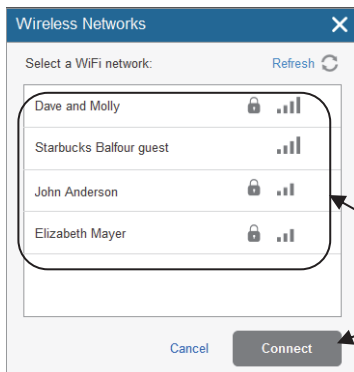 Wireless Networks
Select a WiFi network: Refresh
Dave and Molly
Starbucks Balfour guest
John Anderson
Elizabeth Mayer
Cancel Connect